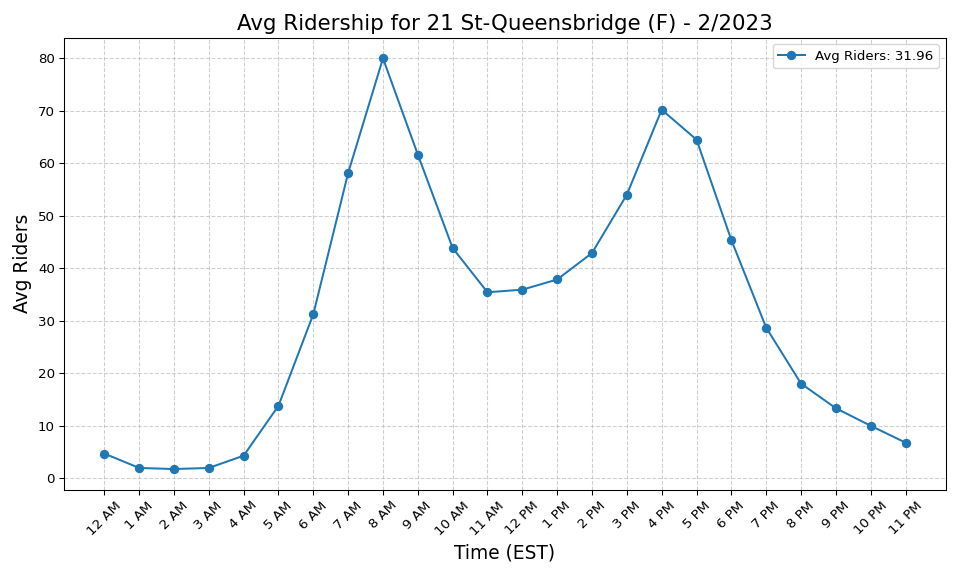 Avg Ridership for 21 St-Queensbridge (F) - 2/2023
Avg Riders: 31.96
Avg Riders
80
70
60
50
40
30
20
10
0
12 AM
1 AM
2 AM
3 AM
4 AM
5 AM
6 AM
7 AM
8 AM
9 AM
10 AM
11 AM
12 PM
1 PM
2 PM
3 PM
4 PM
5 PM
6 PM
7 PM
8 PM
9 PM
10 PM
11 PM
Time (EST)